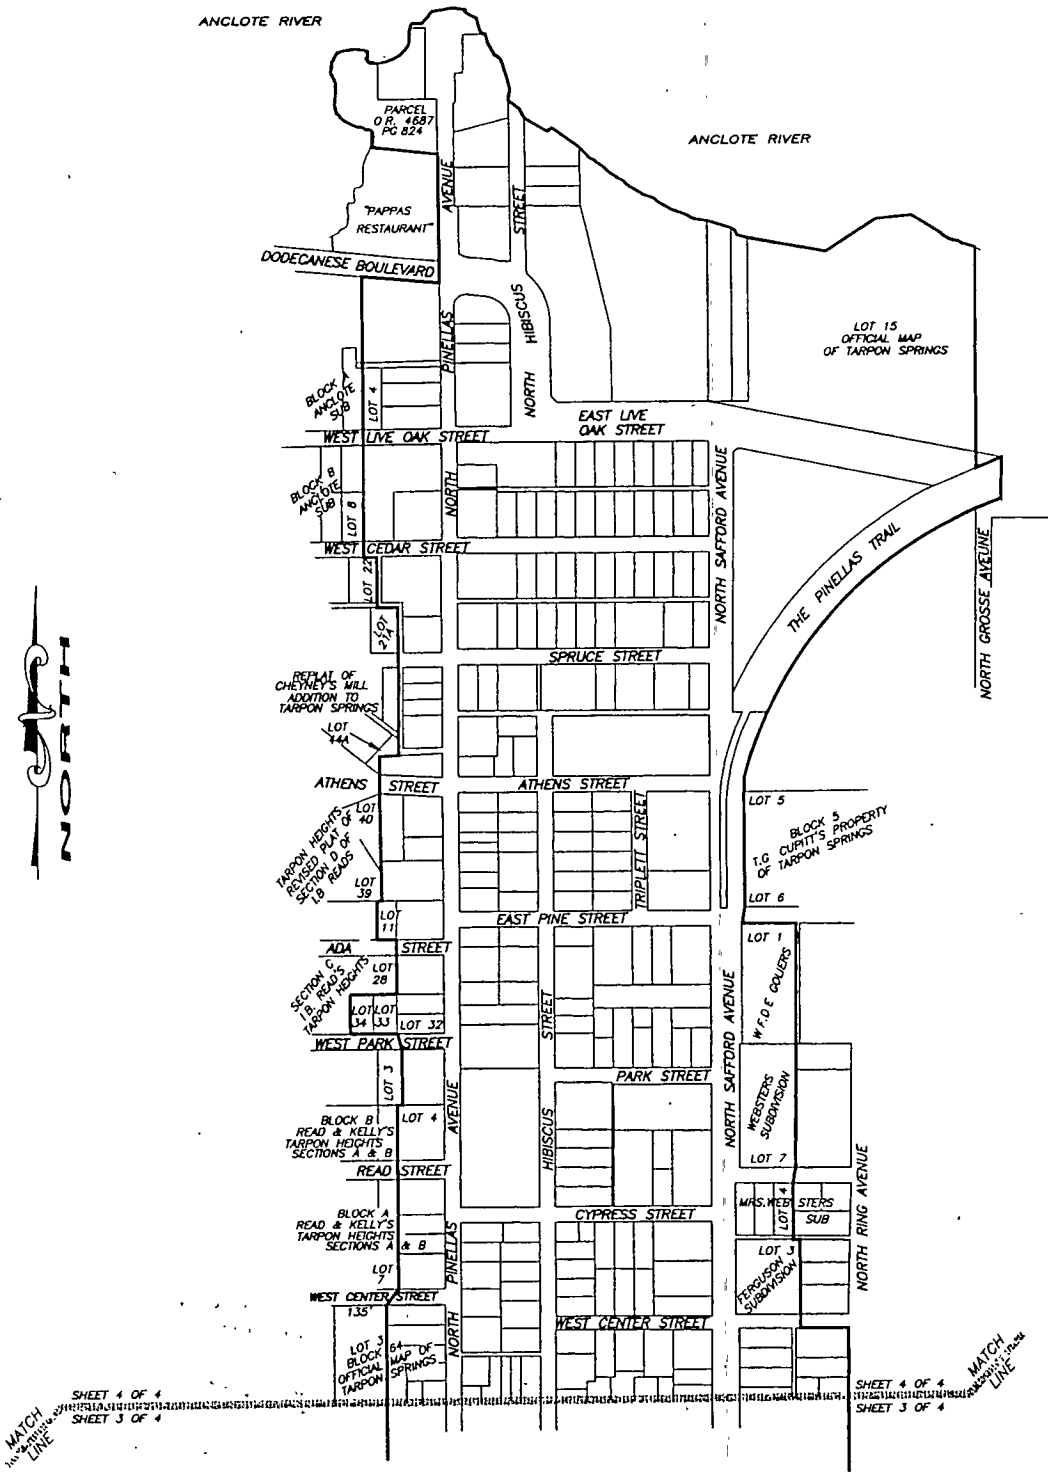 ANCLOTE RIVER
ANCLOTE RIVER
PARCEL
O.R. 4687
PG 824
"PAPPAS
RESTAURANT"
DODECANESE BOULEVARD
AVENUE
STREET
PINELLAS
HIBISCUS
NORTH
LOT 15
OFFICIAL MAP
OF TARPON SPRINGS
BLOCK A
ANCLOTE
SUB
LOT 4
EAST LIVE
OAK STREET
WEST LIVE OAK STREET
BLOCK B
ANCLOTE
SUB
LOT 8
NORTH
NORTH SAFFORD AVENUE
THE PINELLAS TRAIL
NORTH GROSSE AVEUNE
WEST CEDAR STREET
LOT 22
LOT
21A
SPRUCE STREET
NORTH
REPLAT OF
CHEYNEY'S MILL
ADDITION TO
TARPON SPRINGS
LOT
44A
ATHENS STREET
ATHENS STREET
LOT
40
TARPON HEIGHTS
REVISED PLAT OF
SECTION D OF
I.B READS
LOT
39
TRIPLETT STREET
LOT 5
BLOCK 5
T.G CUPITT'S PROPERTY
OF TARPON SPRINGS
LOT 6
LOT
11
EAST PINE STREET
ADA STREET
LOT 1
W.F.D E GOLIERS
SECTION C
I B. READ'S
TARPON HEIGHTS
LOT
28
LOT
34
LOT
33
LOT 32
STREET
NORTH SAFFORD AVENUE
WEST PARK STREET
PARK STREET
LOT 3
AVENUE
WEBSTERS
SUBDIVISION
BLOCK B
READ & KELLY'S
TARPON HEIGHTS
SECTIONS A & B
LOT 4
HIBISCUS
LOT 7
READ STREET
NORTH RING AVENUE
MRS. WEB STERS
SUB
LOT 4
BLOCK A
READ & KELLY'S
TARPON HEIGHTS
SECTIONS A & B
CYPRESS STREET
PINELLAS
LOT 3
FERGUSON'S
SUBDIVISION
LOT
7
WEST CENTER STREET
135'
WEST CENTER STREET
NORTH
LOT 3
BLOCK 64
OFFICIAL MAP OF
TARPON SPRINGS
SHEET 4 OF 4
SHEET 3 OF 4
MATCH
LINE
SHEET 4 OF 4
SHEET 3 OF 4
MATCH
LINE